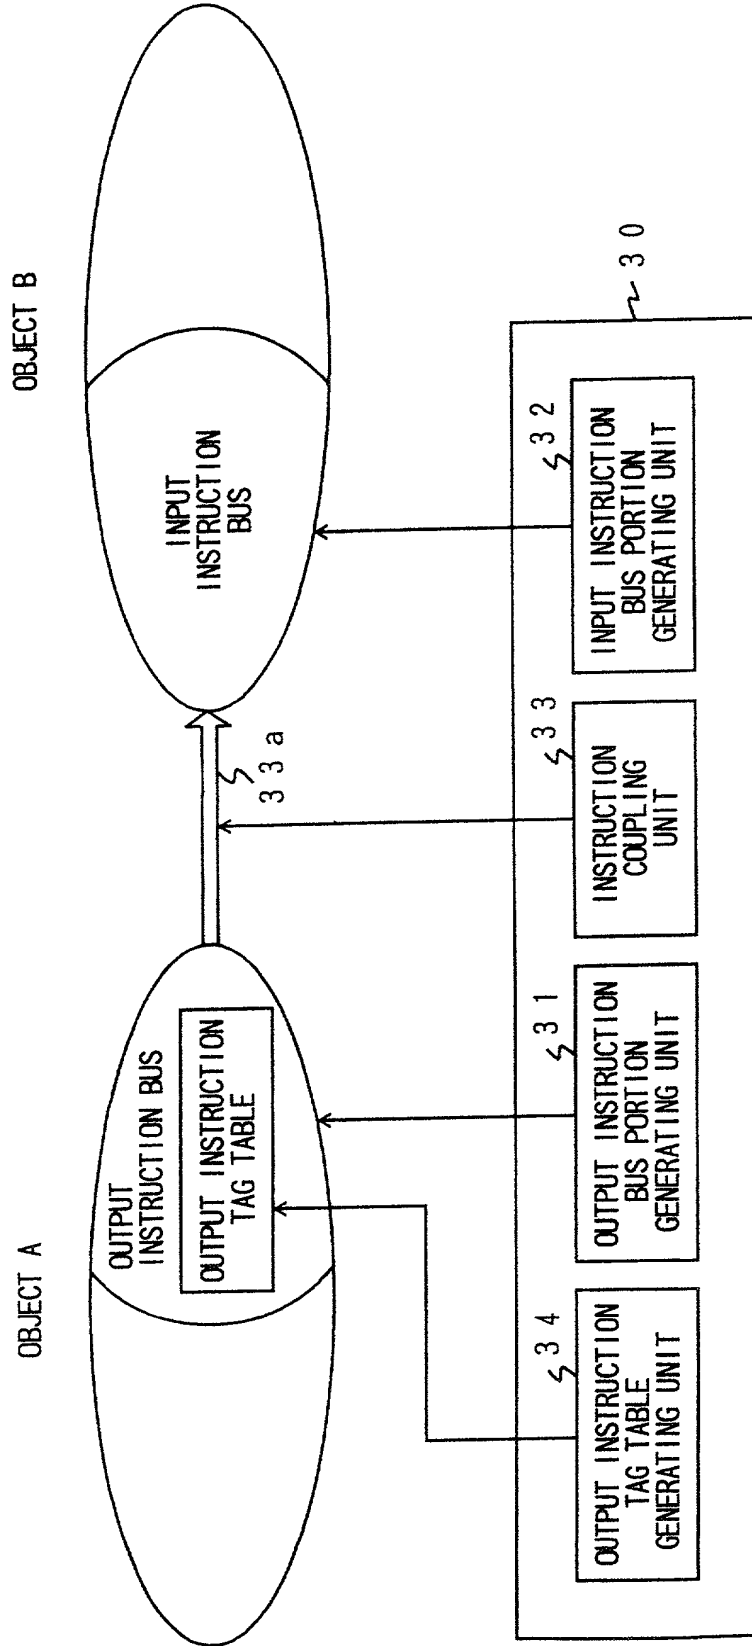 OBJECT A
OBJECT B
OUTPUT
INSTRUCTION BUS
OUTPUT INSTRUCTION
TAG TABLE
33a
INPUT
INSTRUCTION
BUS
34
OUTPUT INSTRUCTION
TAG TABLE
GENERATING UNIT
31
OUTPUT INSTRUCTION
BUS PORTION
GENERATING UNIT
33
INSTRUCTION
COUPLING
UNIT
32
INPUT INSTRUCTION
BUS PORTION
GENERATING UNIT
30